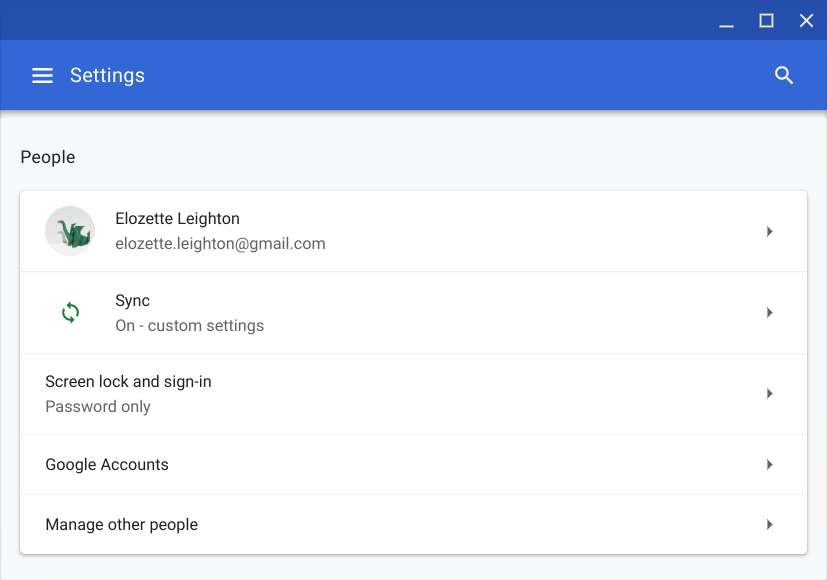 Settings
People
Elozette Leighton
elozette.leighton@gmail.com
Sync
On - custom settings
Screen lock and sign-in
Password only
Google Accounts
Manage other people